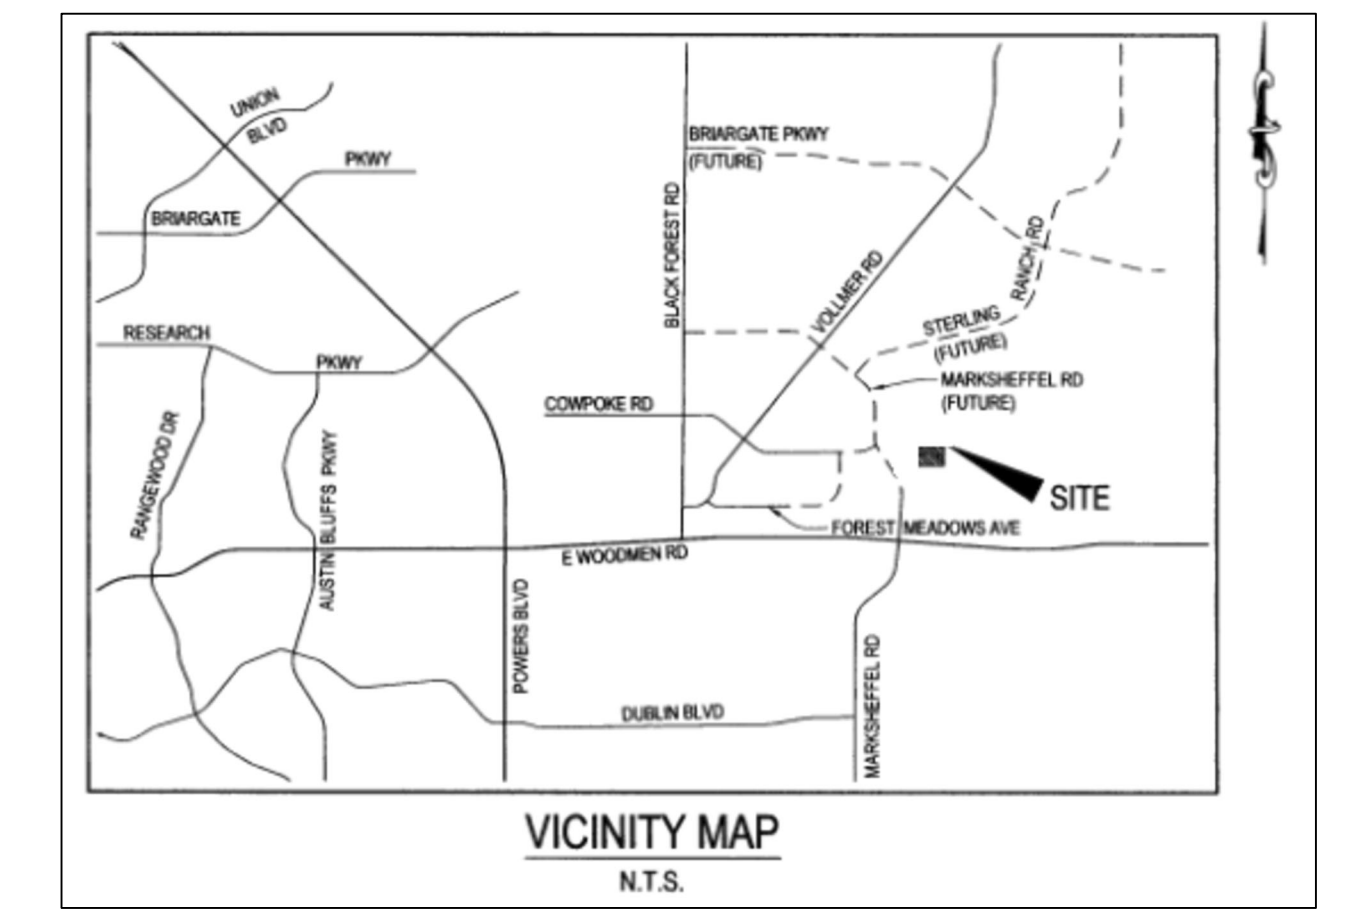 UNION
BLVD
PKWY
BRIARGATE
BRIARGATE PKWY
(FUTURE)
BLACK FOREST RD
VOLLMER RD
RANCH RD
STERLING
(FUTURE)
RESEARCH
PKWY
MARKSHEFFEL RD
(FUTURE)
COWPOKE RD
RANGEWOOD DR
AUSTIN BLUFFS PKWY
SITE
FOREST MEADOWS AVE
E WOODMEN RD
POWERS BLVD
MARKSHEFFEL RD
DUBLIN BLVD
VICINITY MAP
N.T.S.